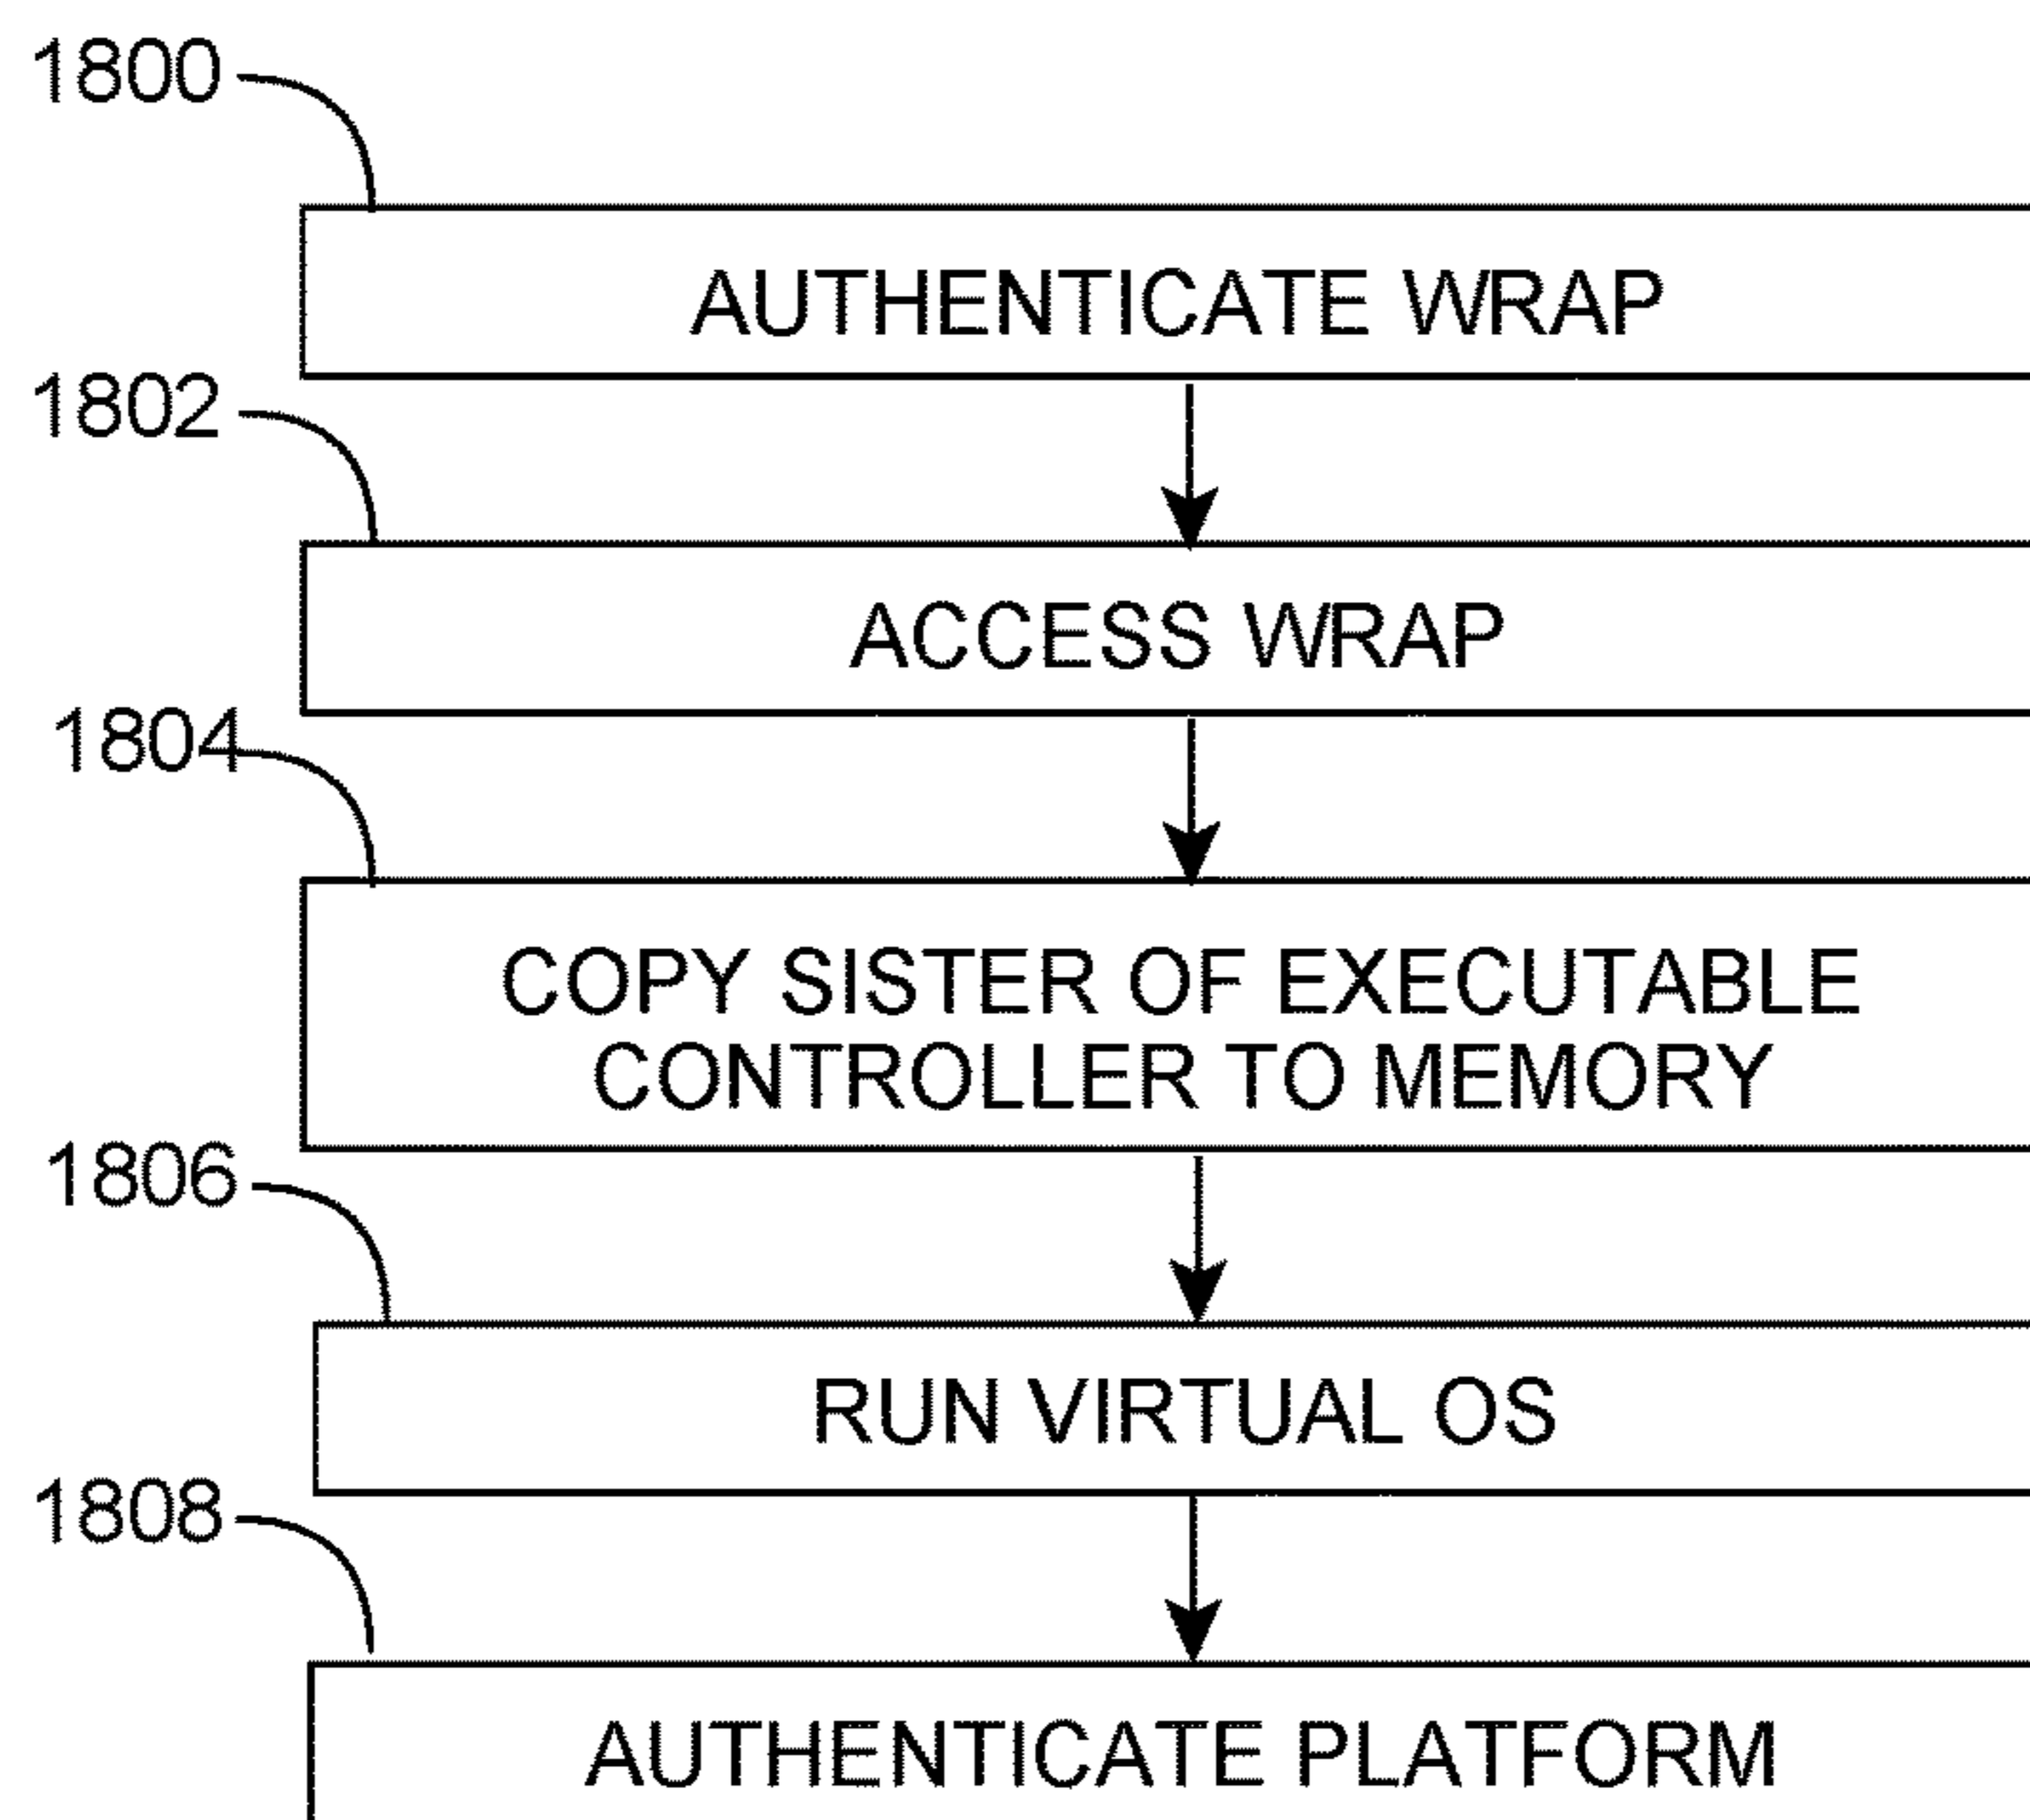 1800
AUTHENTICATE WRAP
1802
ACCESS WRAP
1804
COPY SISTER OF EXECUTABLE
CONTROLLER TO MEMORY
1806
RUN VIRTUAL OS
1808
AUTHENTICATE PLATFORM